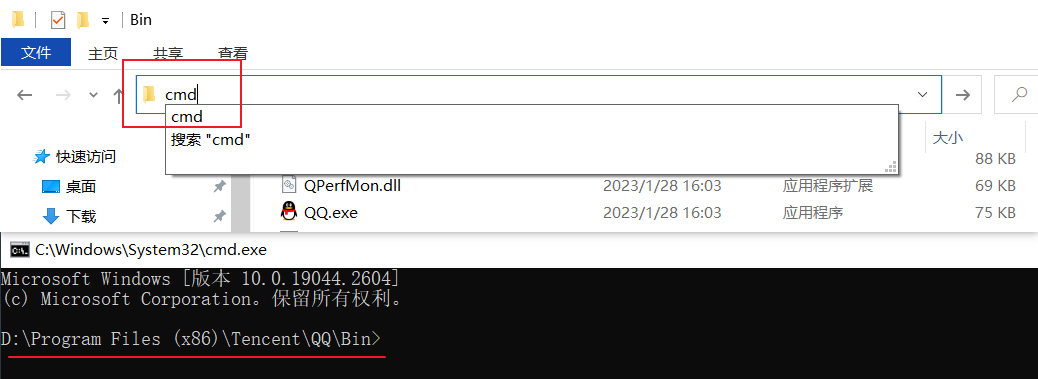 Bin
文件 主页 共享 查看
cmd
cmd
搜索 "cmd"
大小
快速访问 88 KB
桌面 QPerfMon.dll 2023/1/28 16:03 应用程序扩展 69 KB
下载 QQ.exe 2023/1/28 16:03 应用程序 75 KB
C:\Windows\System32\cmd.exe
Microsoft Windows [版本 10.0.19044.2604]
(c) Microsoft Corporation。保留所有权利。
D:\Program Files (x86)\Tencent\QQ\Bin>